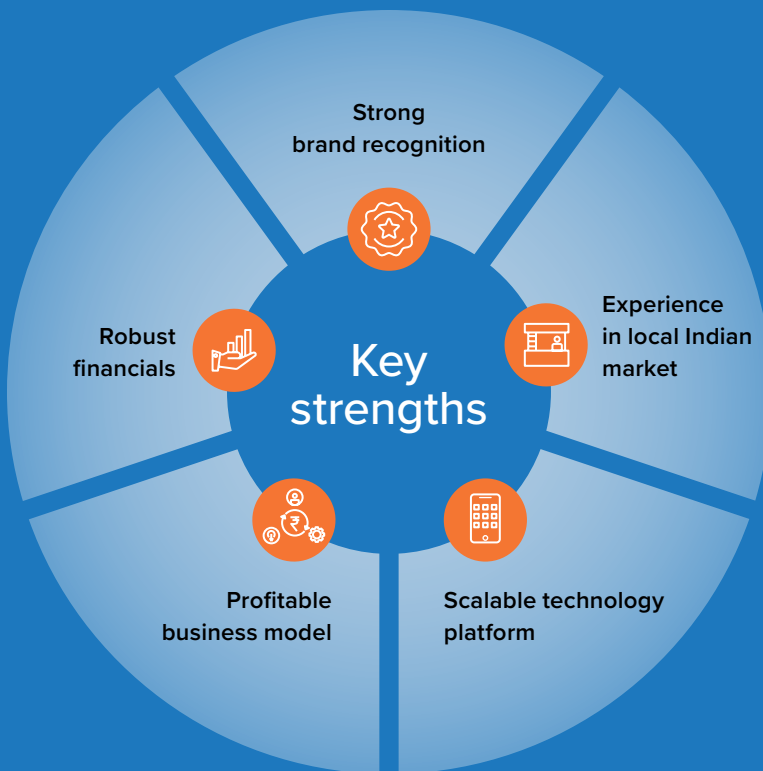 Strong
brand recognition
Experience
in local Indian
market
Robust
financials
Key
strengths
₹
Profitable
business model
Scalable technology
platform